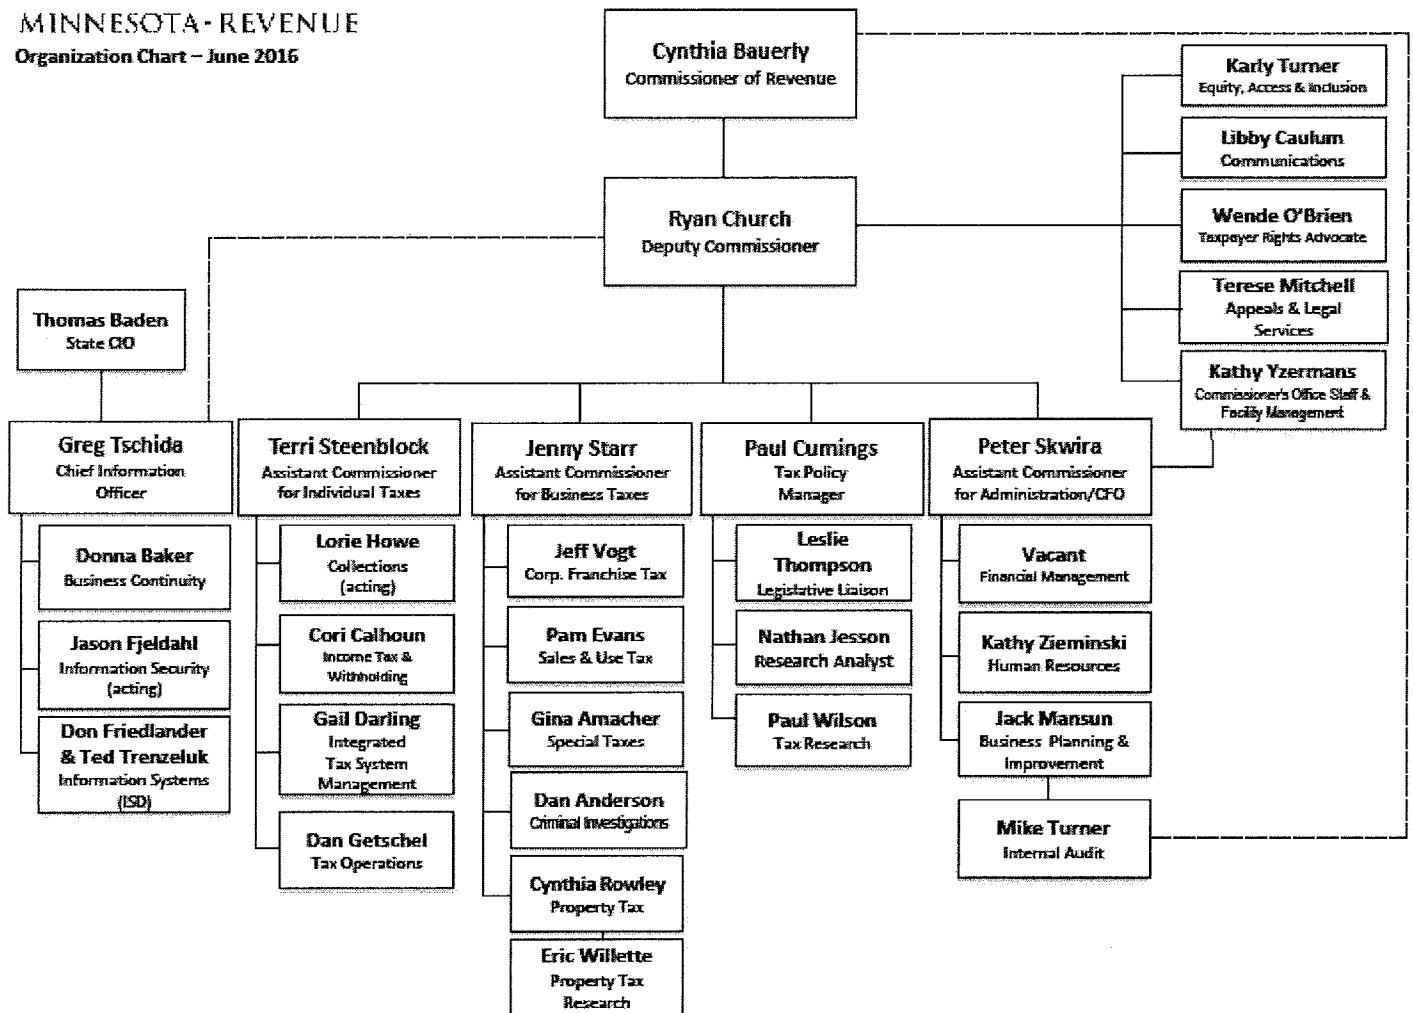 MINNESOTA · REVENUE
Organization Chart – June 2016
Cynthia Bauerly
Commissioner of Revenue
Karly Turner
Equity, Access & Inclusion
Libby Caulum
Communications
Ryan Church
Deputy Commissioner
Wende O'Brien
Taxpayer Rights Advocate
Terese Mitchell
Appeals & Legal
Services
Thomas Baden
State CIO
Kathy Yzermans
Commissioner's Office Staff &
Facility Management
Greg Tschida
Chief Information
Officer
Terri Steenblock
Assistant Commissioner
for Individual Taxes
Jenny Starr
Assistant Commissioner
for Business Taxes
Paul Cumings
Tax Policy
Manager
Peter Skwira
Assistant Commissioner
for Administration/CFO
Donna Baker
Business Continuity
Jason Fjeldahl
Information Security
(acting)
Don Friedlander
& Ted Trenzeluk
Information Systems
(ISD)
Lorie Howe
Collections
(acting)
Cori Calhoun
Income Tax &
Withholding
Gail Darling
Integrated
Tax System
Management
Dan Getschel
Tax Operations
Jeff Vogt
Corp. Franchise Tax
Pam Evans
Sales & Use Tax
Gina Amacher
Special Taxes
Dan Anderson
Criminal Investigations
Cynthia Rowley
Property Tax
Eric Willette
Property Tax
Research
Leslie
Thompson
Legislative Liaison
Nathan Jesson
Research Analyst
Paul Wilson
Tax Research
Vacant
Financial Management
Kathy Zieminski
Human Resources
Jack Mansun
Business Planning &
Improvement
Mike Turner
Internal Audit